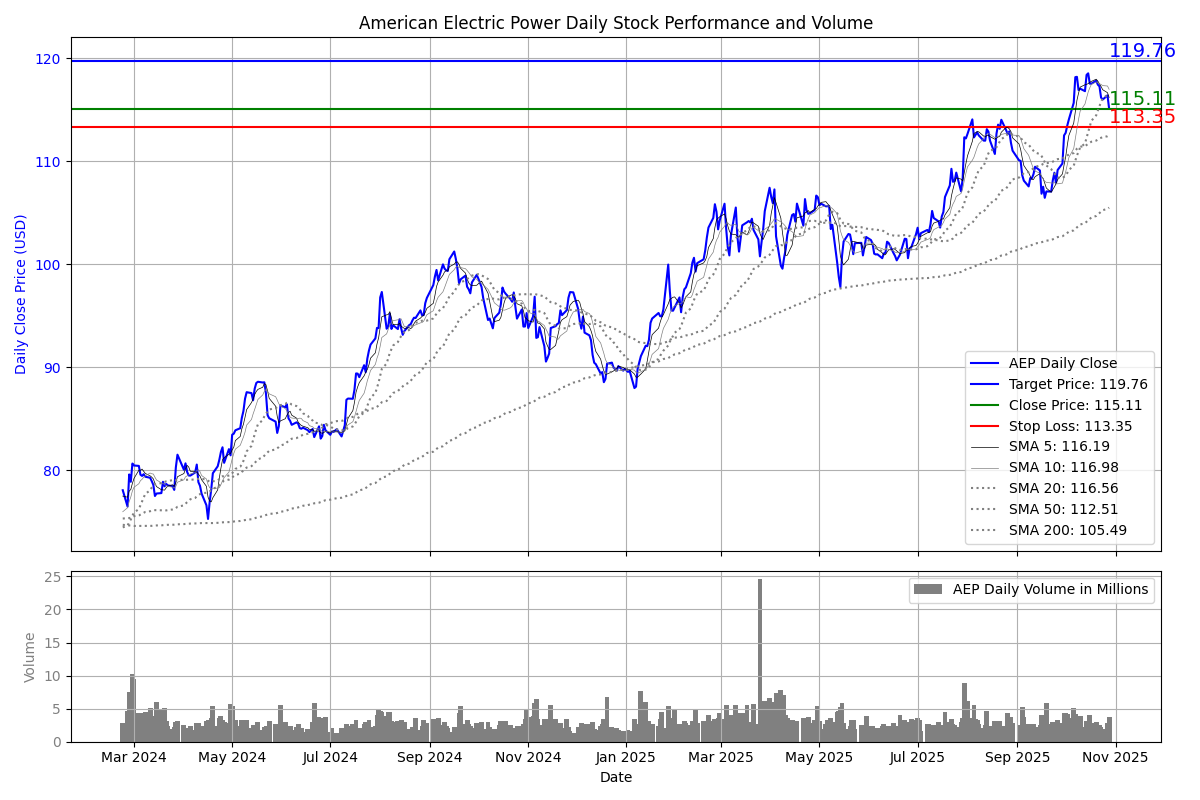 American Electric Power Daily Stock Performance and Volume
Daily Close Price (USD)
120
110
100
90
80
119.76
115.11
113.35
AEP Daily Close
Target Price: 119.76
Close Price: 115.11
Stop Loss: 113.35
SMA 5: 116.19
SMA 10: 116.98
SMA 20: 116.56
SMA 50: 112.51
SMA 200: 105.49
Volume
25
20
15
10
5
0
AEP Daily Volume in Millions
Mar 2024 May 2024 Jul 2024 Sep 2024 Nov 2024 Jan 2025 Mar 2025 May 2025 Jul 2025 Sep 2025 Nov 2025
Date